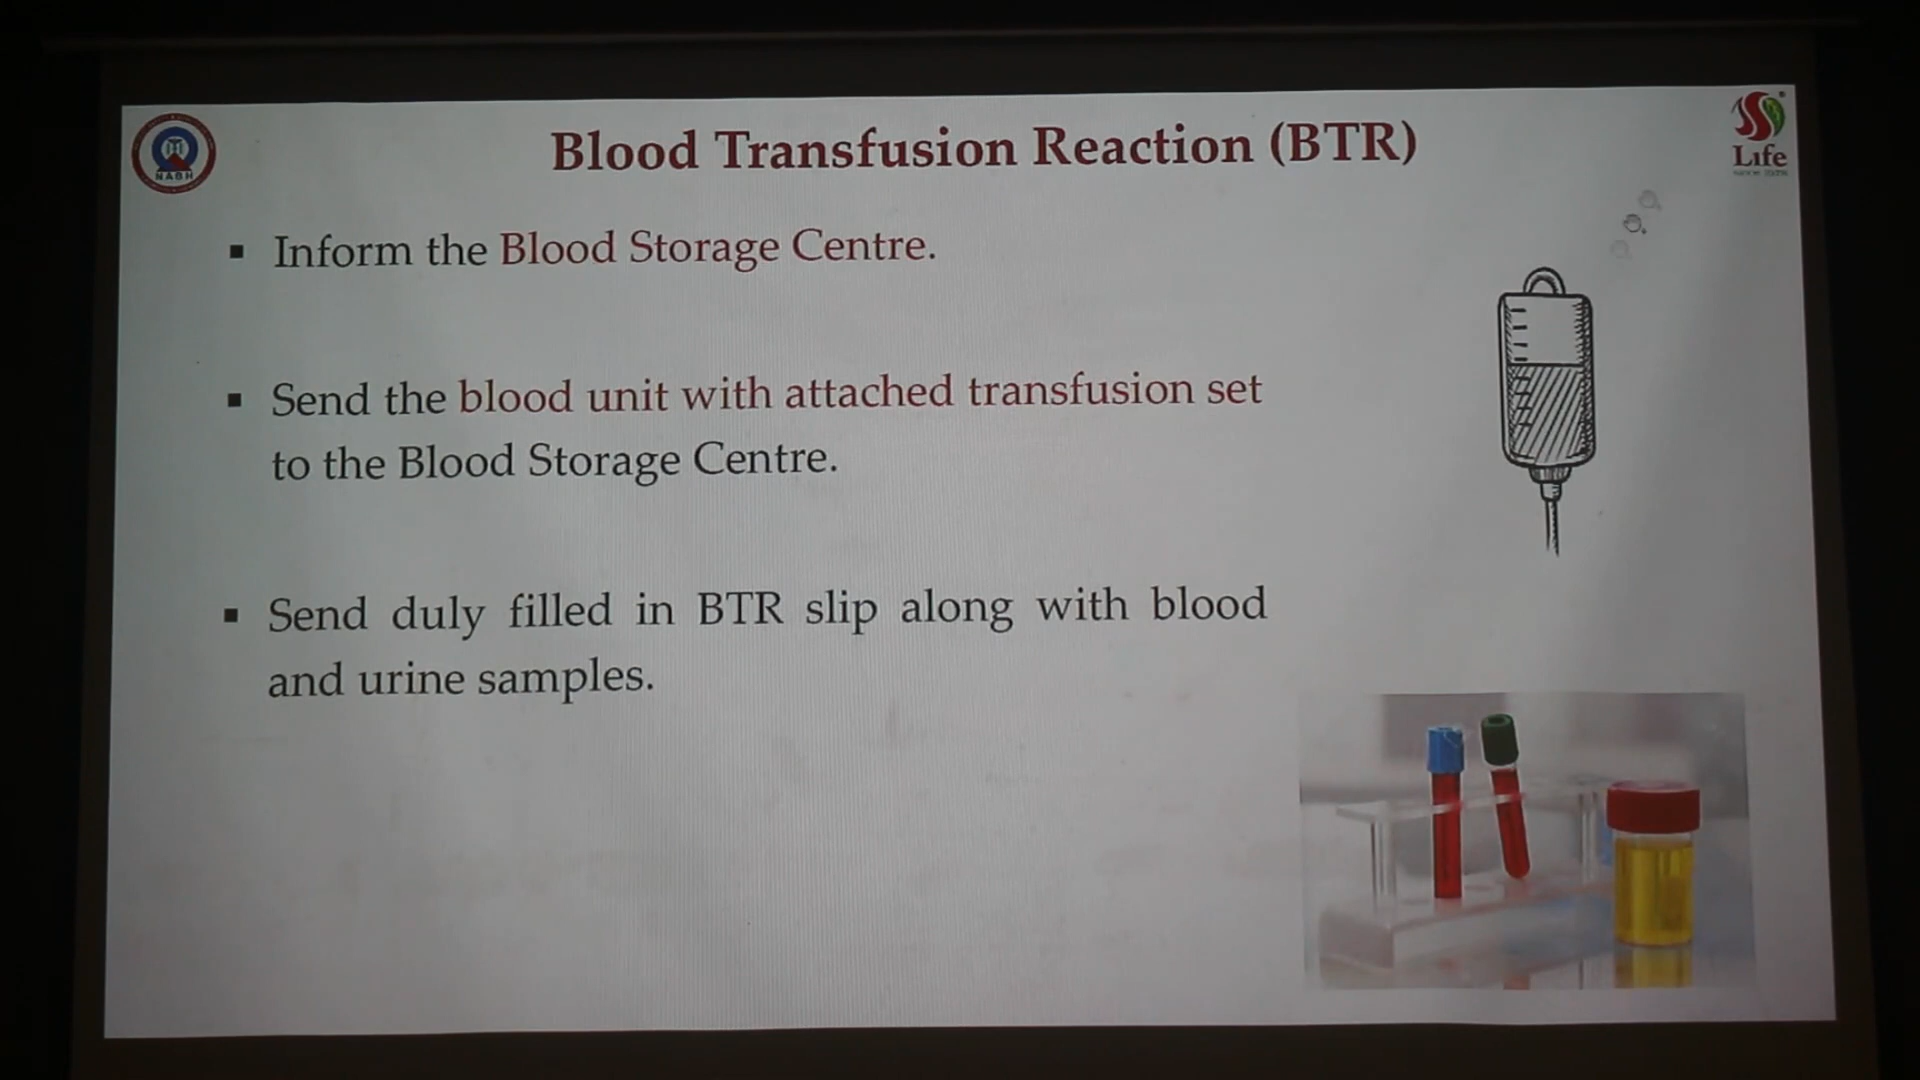 Blood Transfusion Reaction (BTR)
NABH
Life
▪ Inform the Blood Storage Centre.
▪ Send the blood unit with attached transfusion set
to the Blood Storage Centre.
▪ Send duly filled in BTR slip along with blood
and urine samples.